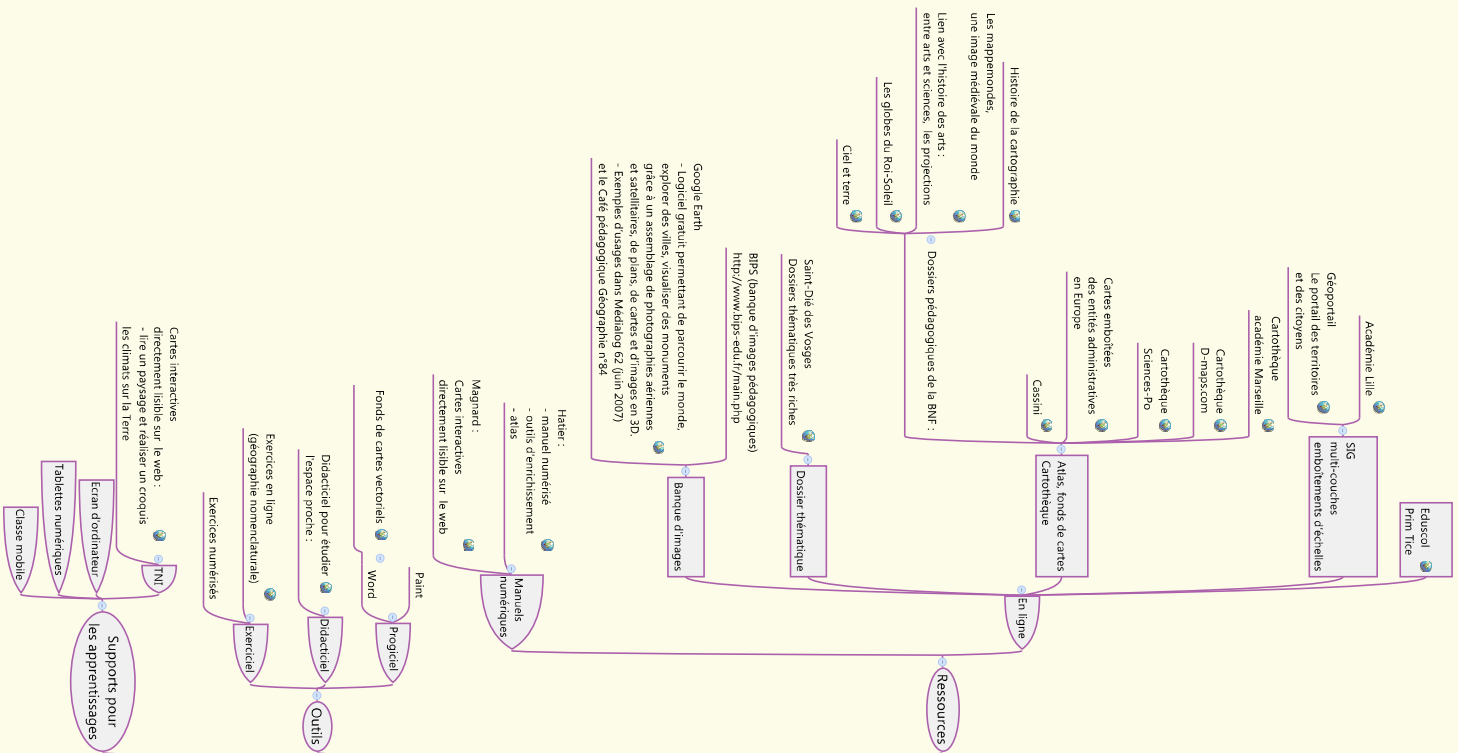 Eduscol
Prim Tice
SIG
multi-couches
emboîtements d'échelles
Académie Lille
Géoportail
Le portail des territoires
et des citoyens
Atlas, fonds de cartes
Cartothèque
Cartothèque
académie Marseille
Cartothèque
D-maps.com
Cartothèque
Sciences-Po
Cartes emboîtées
des entités administratives
en Europe
Cassini
Dossiers pédagogiques de la BNF :
Histoire de la cartographie
Les mappemondes,
une image médiévale du monde
Lien avec l'histoire des arts :
entre arts et sciences, les projections
Les globes du Roi-Soleil
Ciel et terre
Dossier thématique
Saint-Dié des Vosges
Dossiers thématiques très riches
Banque d'images
BIPS (banque d'images pédagogiques)
http://www.bips-edu.fr/main.php
Google Earth
- Logiciel gratuit permettant de parcourir le monde,
explorer des villes, visualiser des monuments
grâce à un assemblage de photographies aériennes
et satellitaires, de plans, de cartes et d'images en 3D.
- Exemples d'usages dans Médialog 62 (juin 2007)
et le Café pédagogique Géographie n°84
En ligne
Manuels
numériques
Hatier :
- manuel numérisé
- outils d'enrichissement
- atlas
Magnard :
Cartes interactives
directement lisible sur le web
Ressources
Paint
Word
Fonds de cartes vectoriels
Progiciel
Didacticiel pour étudier
l'espace proche :
Didacticiel
Exercices en ligne
(géographie nomenclaturale)
Exercices numérisés
Exerciciel
Outils
Cartes interactives
directement lisible sur le web :
- lire un paysage et réaliser un croquis
les climats sur la Terre
TNI
Ecran d'ordinateur
Tablettes numériques
Classe mobile
Supports pour
les apprentissages